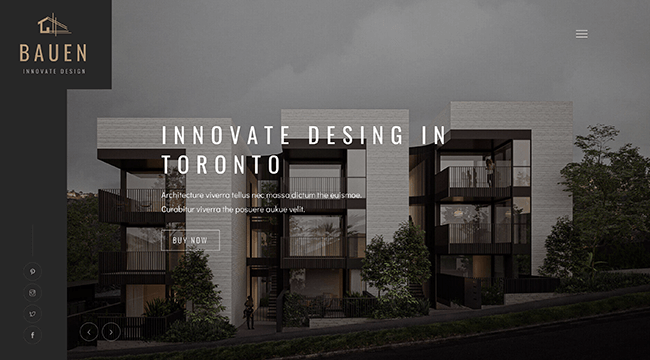 BAUEN
INNOVATE DESIGN
INNOVATE DESING IN
TORONTO
Architecture viverra tellus nec massa dictum the euismoe.
Curabitur viverra the posuere aukue velit.
BUY NOW